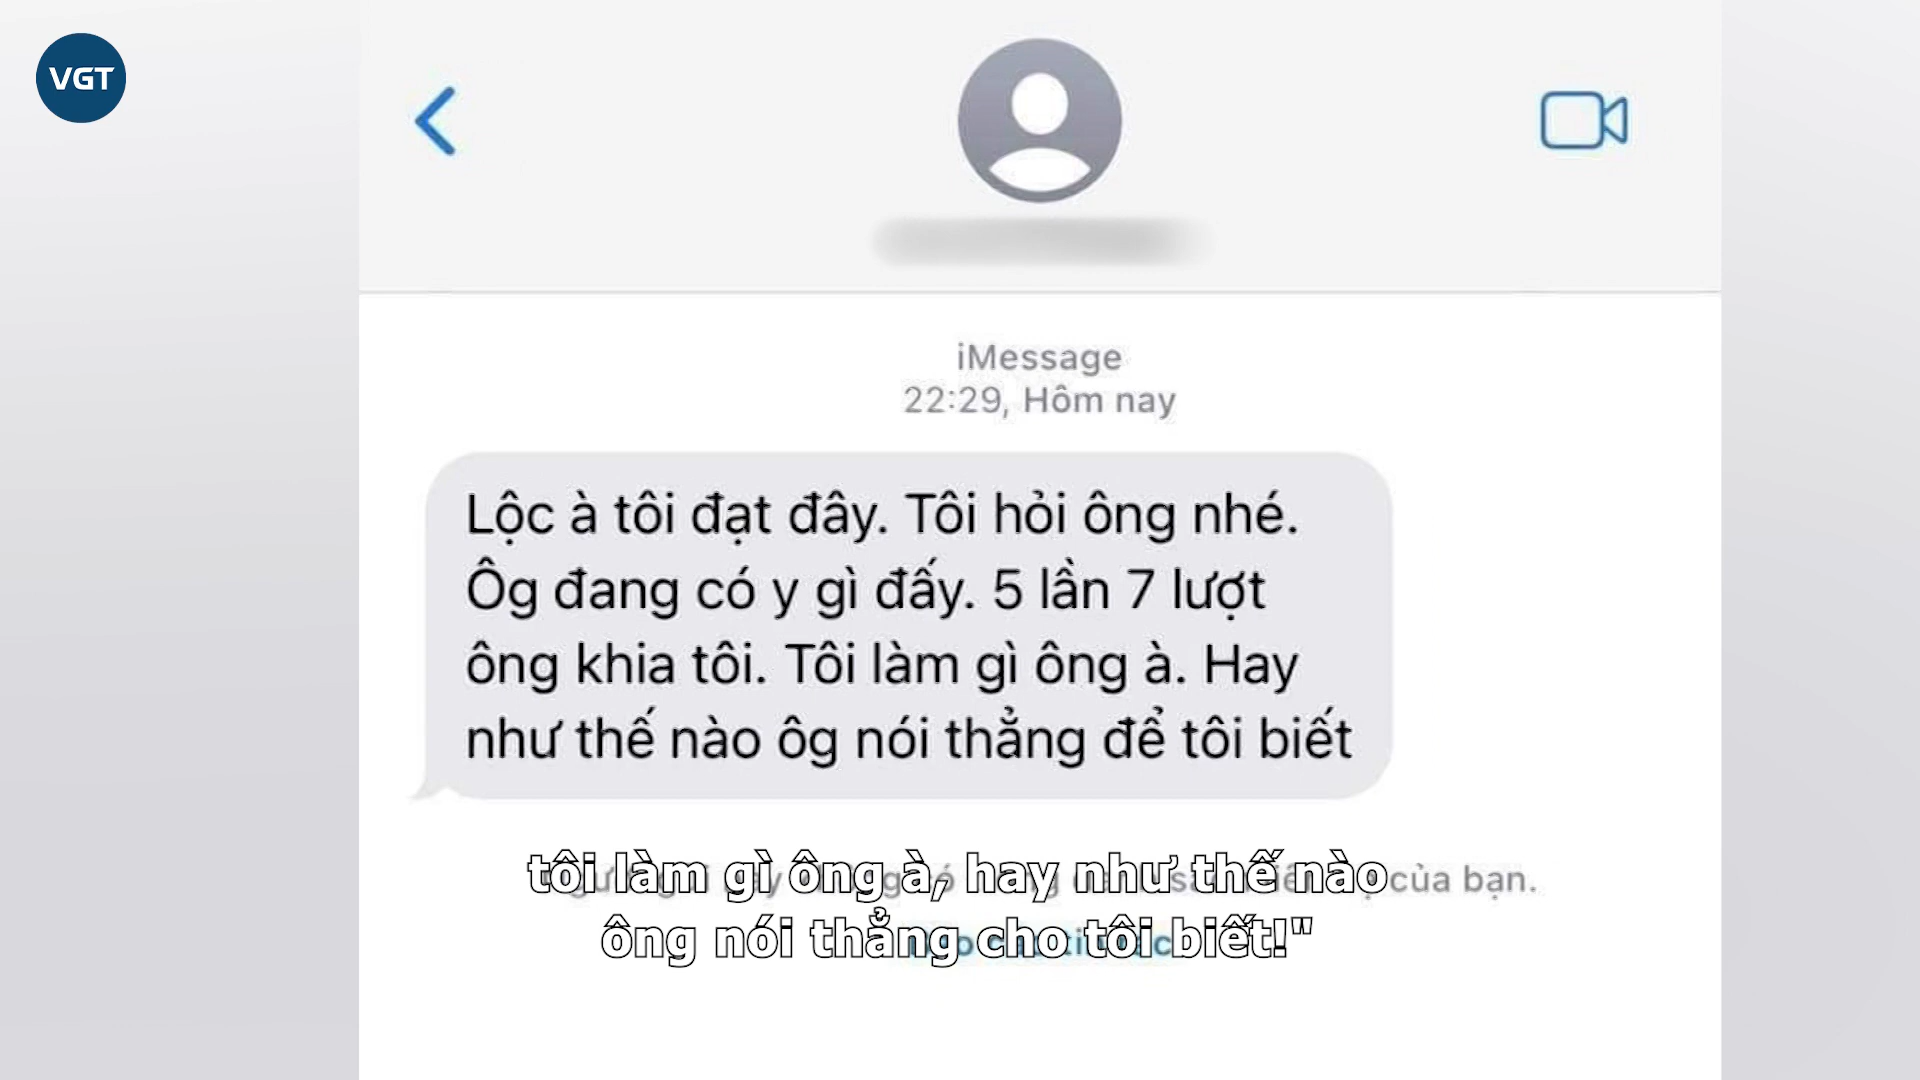 VGT
iMessage
22:29, Hôm nay
Lộc à tôi đạt đây. Tôi hỏi ông nhé.
Ôg đang có y gì đấy. 5 lần 7 lượt
ông khia tôi. Tôi làm gì ông à. Hay
như thế nào ôg nói thẳng để tôi biết
của bạn.
tôi làm gì ông à, hay như thế nào
ông nói thẳng cho tôi biết!"